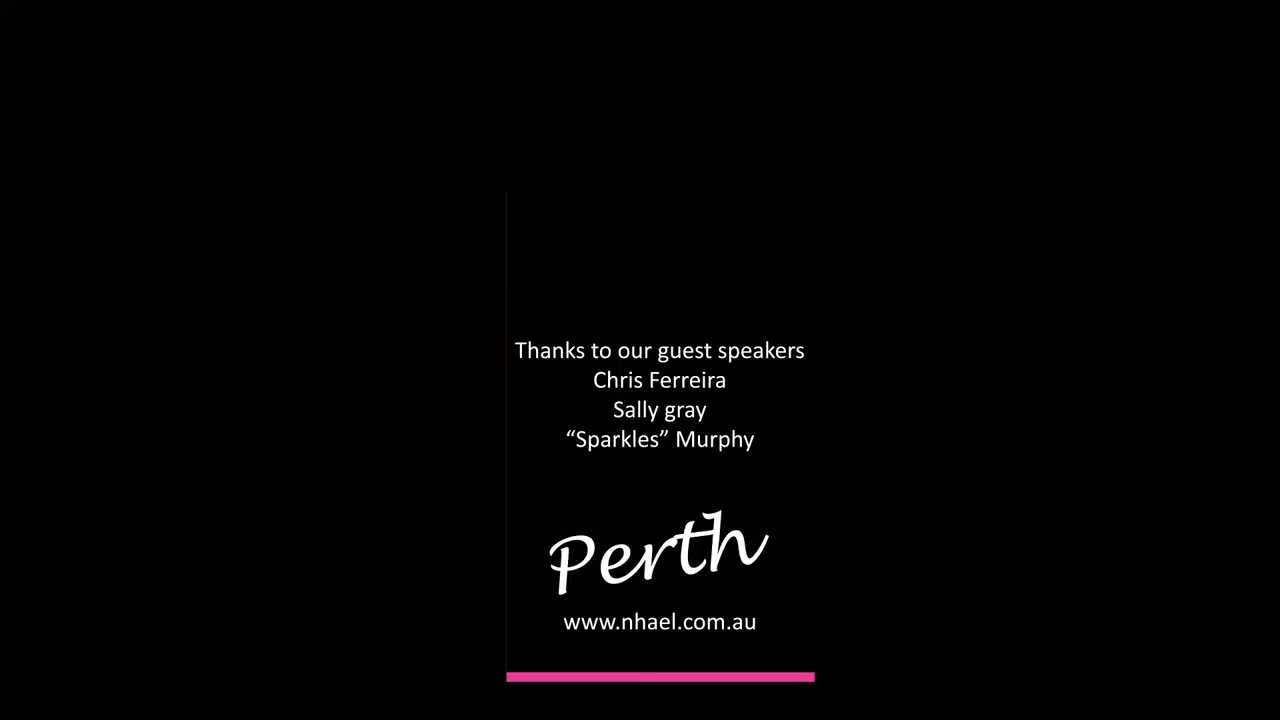 Thanks to our guest speakers
Chris Ferreira
Sally gray
“Sparkles” Murphy
Perth
www.nhael.com.au